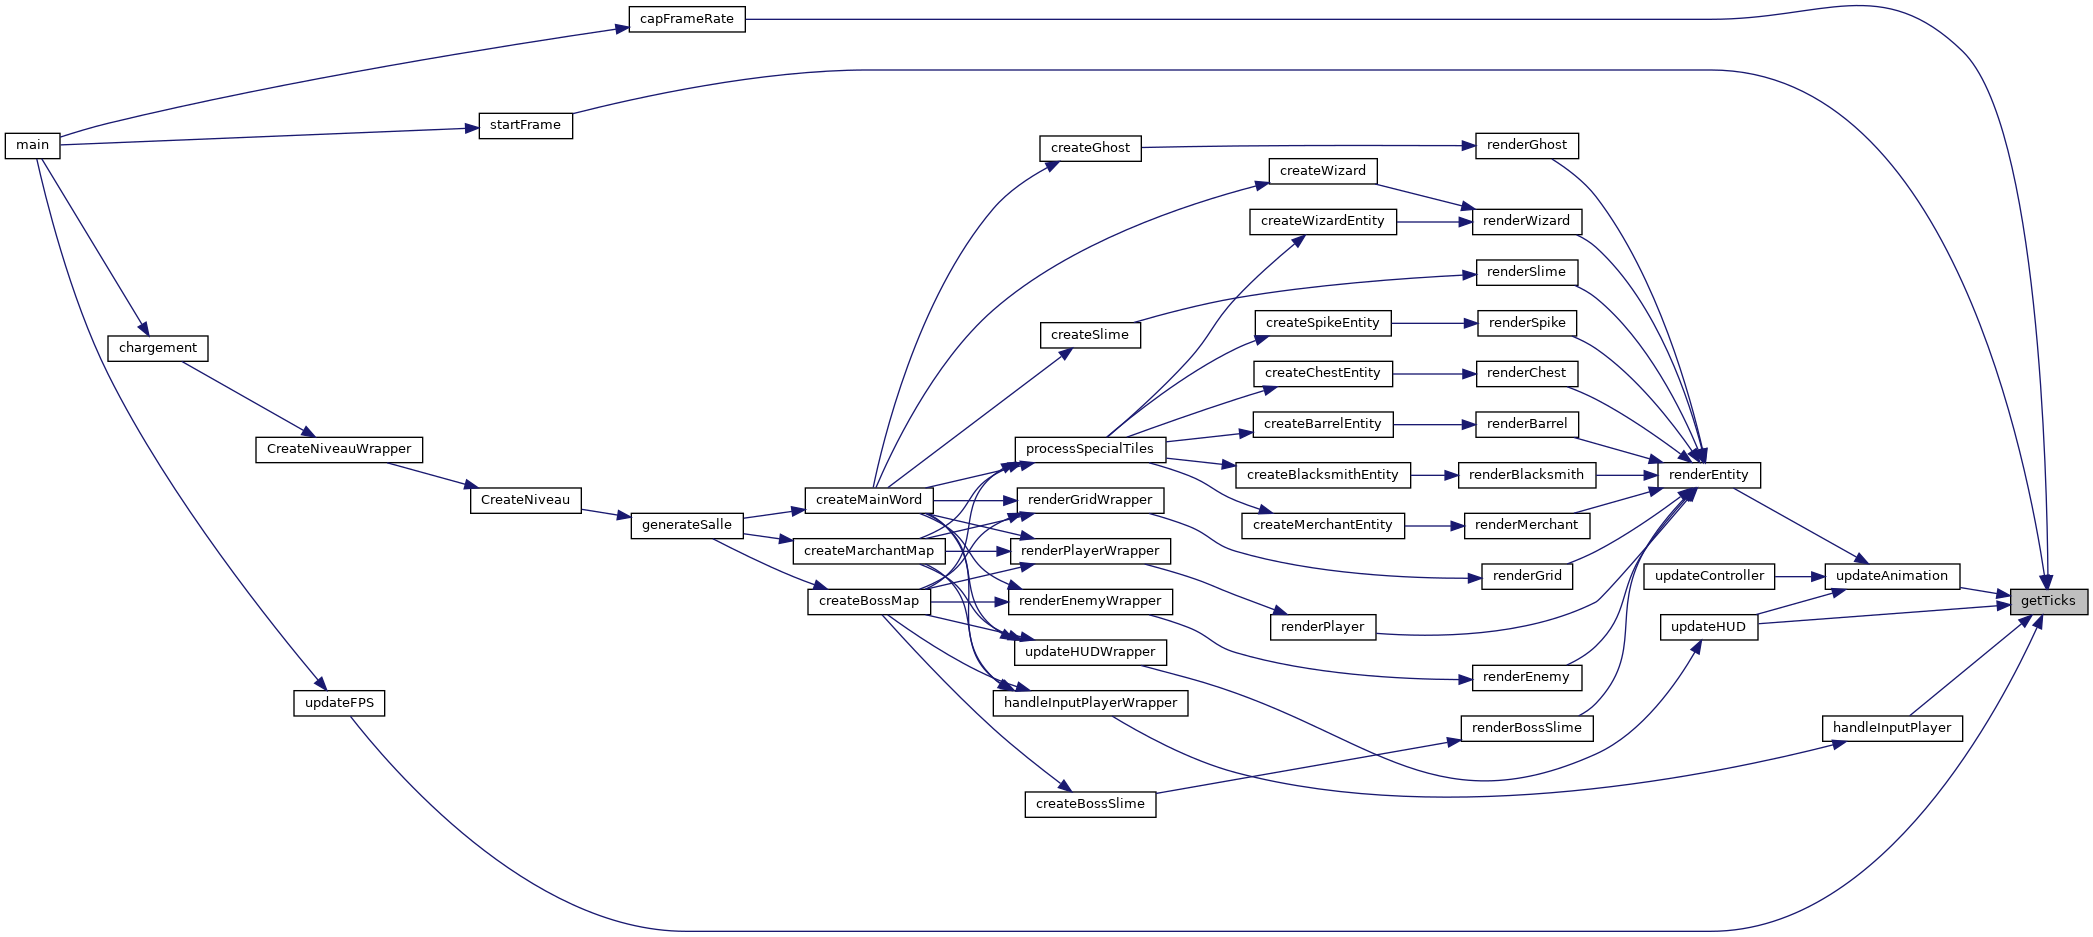 capFrameRate
startFrame
main
createGhost
renderGhost
createWizard
createWizardEntity
renderWizard
renderSlime
createSpikeEntity
renderSpike
createSlime
chargement
createChestEntity
renderChest
createBarrelEntity
renderBarrel
CreateNiveauWrapper
processSpecialTiles
createBlacksmithEntity
renderBlacksmith
renderEntity
CreateNiveau
createMainWord
renderGridWrapper
generateSalle
createMerchantEntity
renderMerchant
createMarchantMap
renderPlayerWrapper
renderGrid
updateController
updateAnimation
createBossMap
renderEnemyWrapper
getTicks
renderPlayer
updateHUD
updateHUDWrapper
renderEnemy
updateFPS
handleInputPlayerWrapper
renderBossSlime
handleInputPlayer
createBossSlime